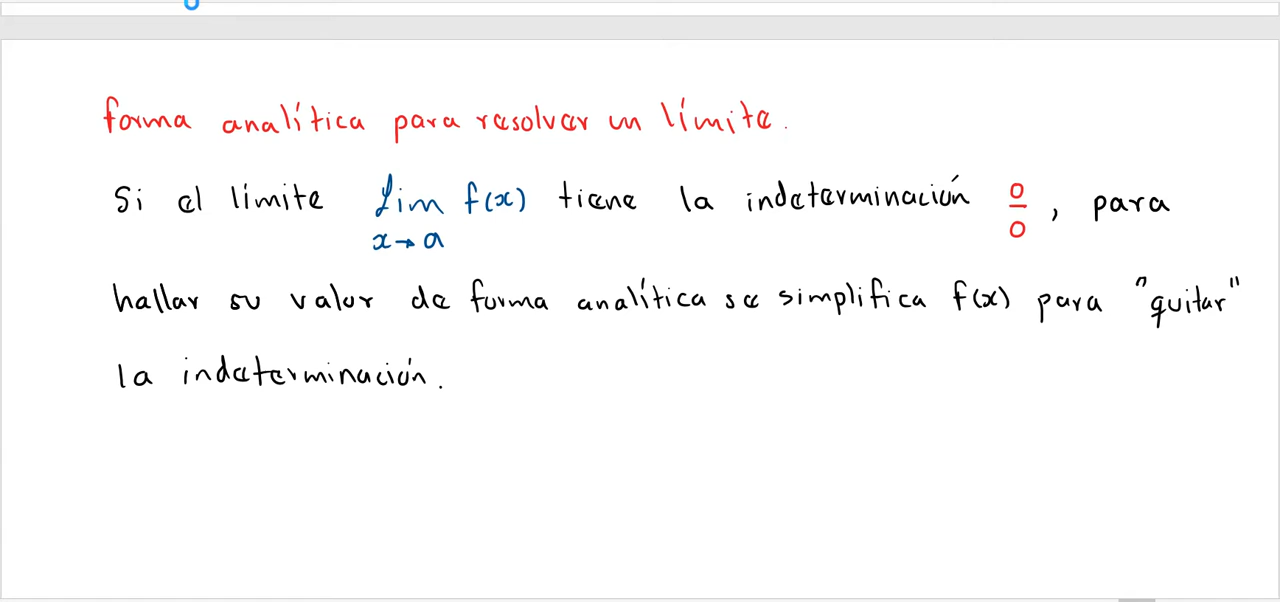 forma analítica para resolver un límite.
Si el límite Lim f(x) tiene la indeterminación 0/0, para
x→a
hallar su valor de forma analítica se simplifica f(x) para "quitar"
la indeterminación.